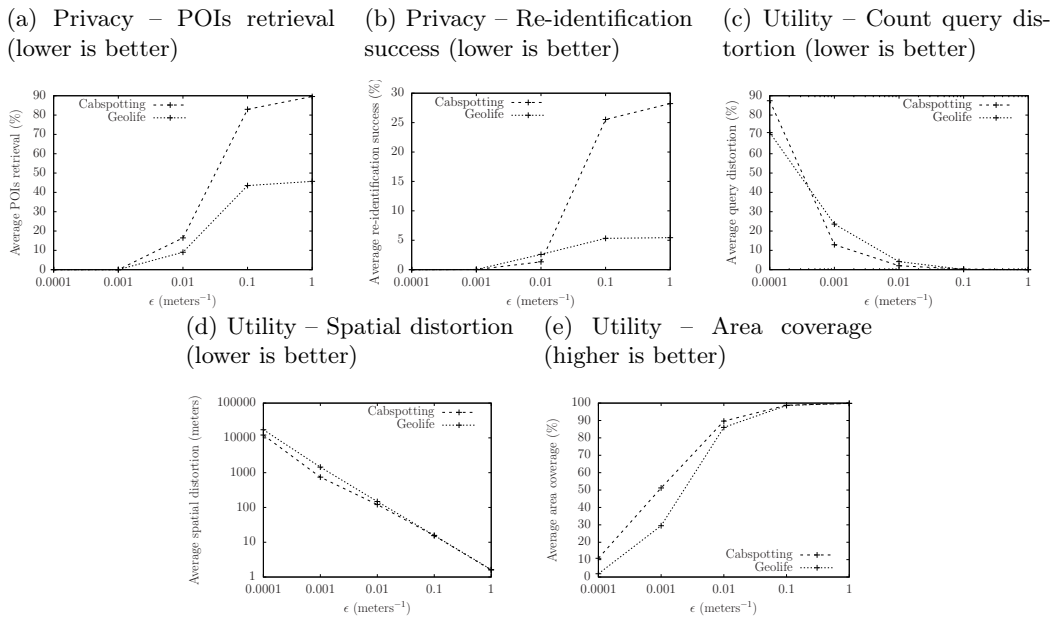 (a) Privacy – POIs retrieval
(lower is better)
(b) Privacy – Re-identification
success (lower is better)
(c) Utility – Count query dis-
tortion (lower is better)
Average POIs retrieval (%)
90
80
70
60
50
40
30
20
10
0
Cabspotting
Geolife
0.0001 0.001 0.01 0.1 1
ϵ (meters⁻¹)
Average re-identification success (%)
30
25
20
15
10
5
0
Cabspotting
Geolife
0.0001 0.001 0.01 0.1 1
ϵ (meters⁻¹)
Average query distortion (%)
90
80
70
60
50
40
30
20
10
0
Cabspotting
Geolife
0.0001 0.001 0.01 0.1 1
ϵ (meters⁻¹)
(d) Utility – Spatial distortion
(lower is better)
(e) Utility – Area coverage
(higher is better)
Average spatial distortion (meters)
100000
10000
1000
100
10
1
Cabspotting
Geolife
0.0001 0.001 0.01 0.1 1
ϵ (meters⁻¹)
Average area coverage (%)
100
90
80
70
60
50
40
30
20
10
0
Cabspotting
Geolife
0.0001 0.001 0.01 0.1 1
ϵ (meters⁻¹)